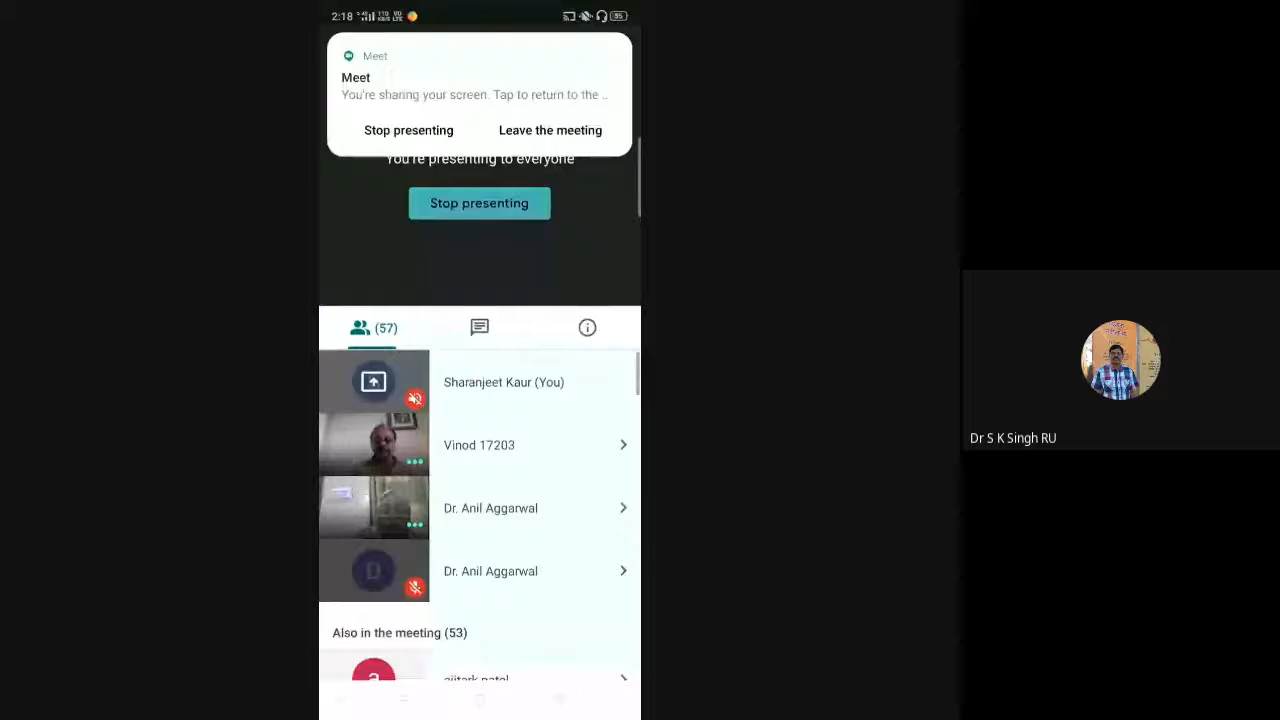 2:18
Meet
Meet
You're sharing your screen. Tap to return to the ..
Stop presenting
Leave the meeting
You're presenting to everyone
Stop presenting
(57)
Sharanjeet Kaur (You)
Vinod 17203
Dr. Anil Aggarwal
D
Dr. Anil Aggarwal
Also in the meeting (53)
a
ajitark patel
Dr S K Singh RU